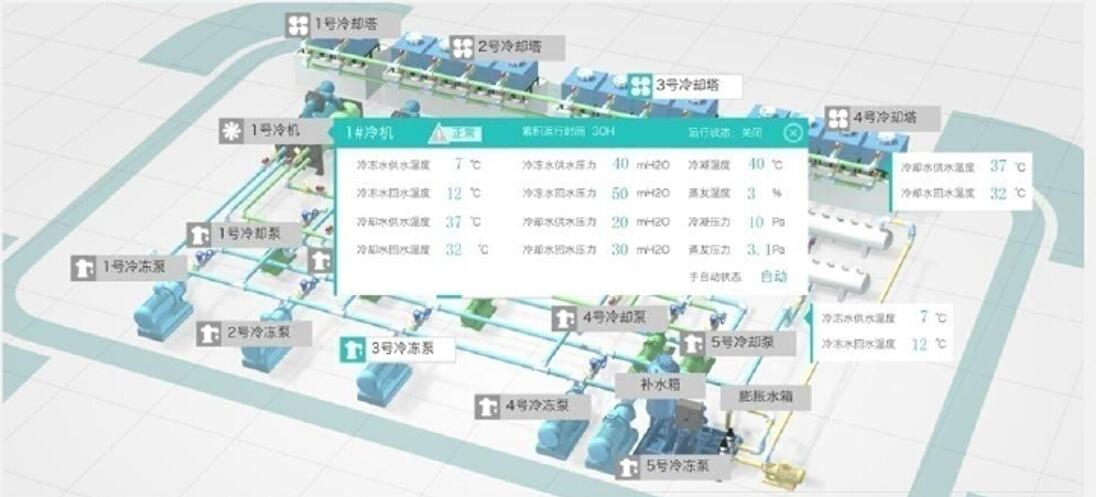 1号冷却塔
2号冷却塔
3号冷却塔
4号冷却塔
1号冷机
1#冷机 正常 累积运行时间 30H 运行状态: 关闭
冷冻水供水温度 7 ℃ 冷冻水供水压力 40 mH2O 冷凝温度 40 ℃
冷冻水回水温度 12 ℃ 冷冻水回水压力 50 mH2O 蒸发温度 3 %
冷却水供水温度 37 ℃ 冷却水供水压力 20 mH2O 冷凝压力 10 Pa
冷却水回水温度 32 ℃ 冷却水回水压力 30 mH2O 蒸发压力 3.1Pa
手自动状态 自动
冷却水供水温度 37 ℃
冷却水回水温度 32 ℃
1号冷却泵
1号冷冻泵
2号冷冻泵
3号冷冻泵
4号冷却泵
5号冷却泵
冷冻水供水温度 7 ℃
冷冻水回水温度 12 ℃
补水箱
膨胀水箱
4号冷冻泵
5号冷冻泵